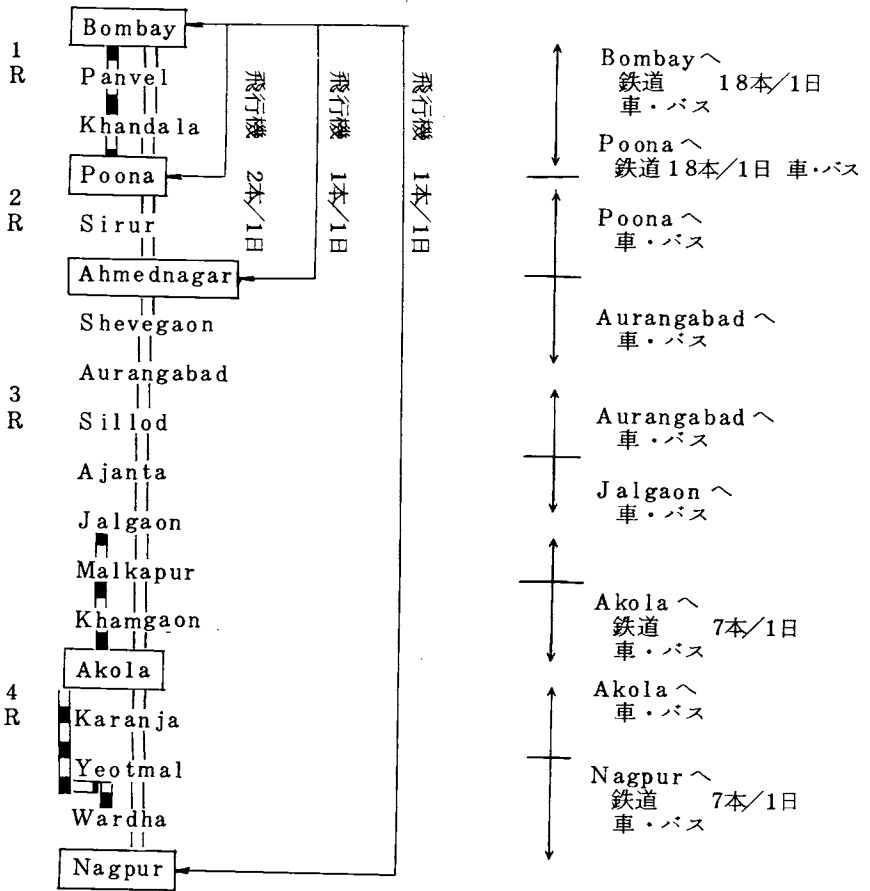 Bombay
1
R
Panvel
Khandala
Poona
2
R
Sirur
Ahmednagar
Shevegaon
Aurangabad
3
R
Sillod
Ajanta
Jalgaon
Malkapur
Khamgaon
Akola
4
R
Karanja
Yeotmal
Wardha
Nagpur
飛行機 2本/1日
飛行機 1本/1日
飛行機 1本/1日
Bombayへ
鉄道 18本/1日
車・バス
Poonaへ
鉄道18本/1日 車・バス
Poonaへ
車・バス
Aurangabadへ
車・バス
Aurangabadへ
車・バス
Jalgaonへ
車・バス
Akolaへ
鉄道 7本/1日
車・バス
Akolaへ
車・バス
Nagpurへ
鉄道 7本/1日
車・バス